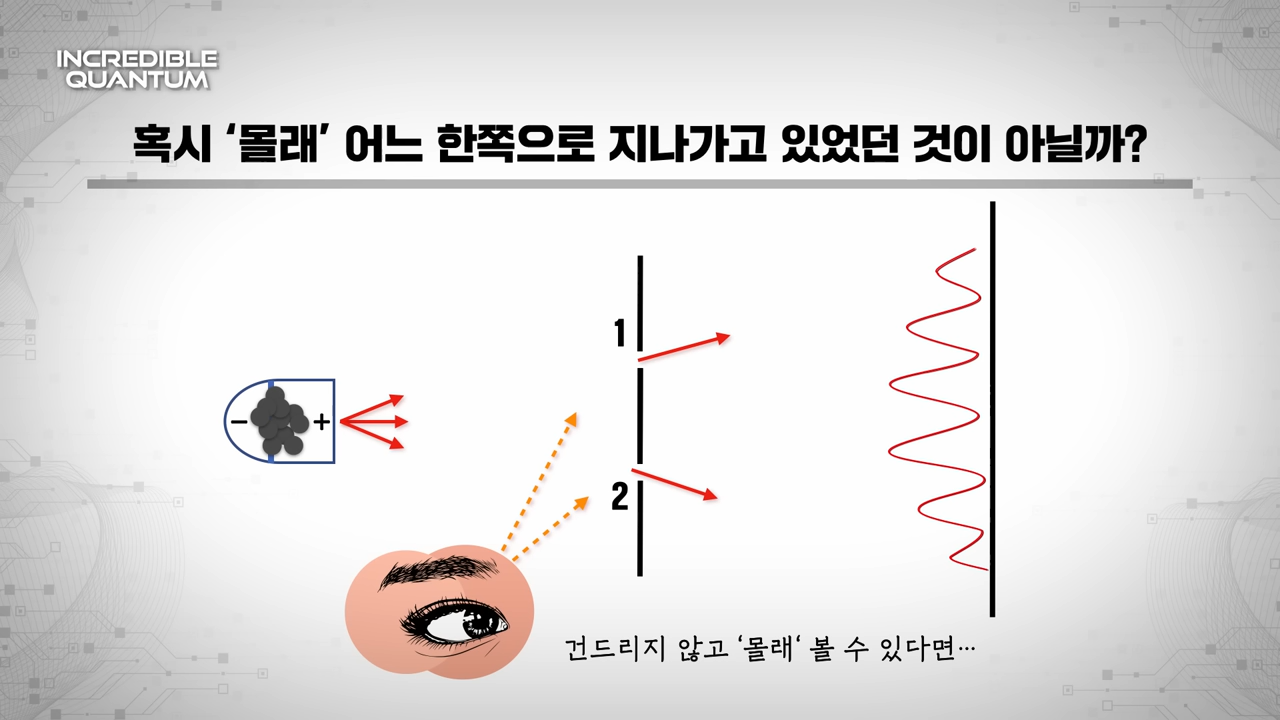 INCREDIBLE
QUANTUM
혹시 ‘몰래’ 어느 한쪽으로 지나가고 있었던 것이 아닐까?
1
− +
2
건드리지 않고 ‘몰래‘ 볼 수 있다면…